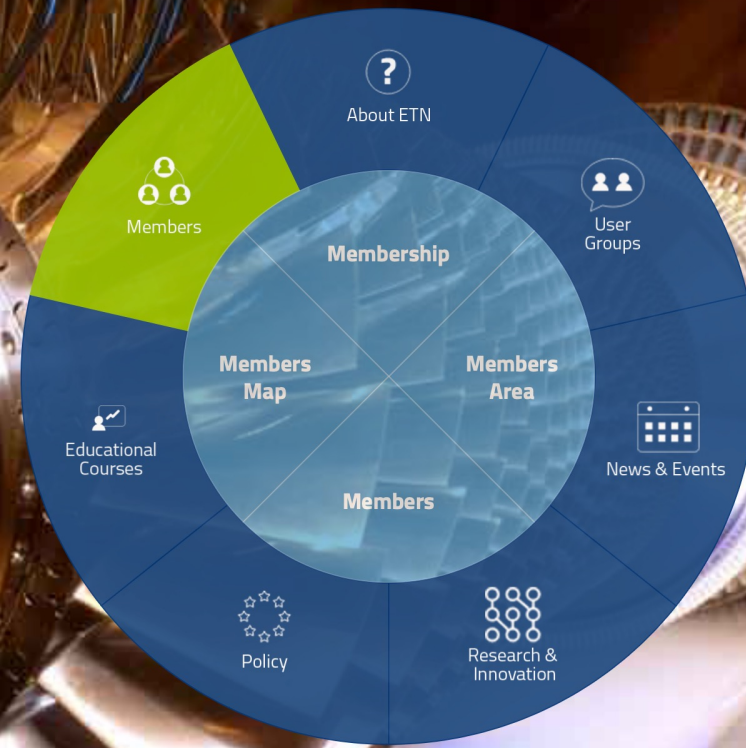 ?
About ETN
User
Groups
Members
Membership
Members
Map
Members
Area
Members
Educational
Courses
News & Events
Policy
Research &
Innovation